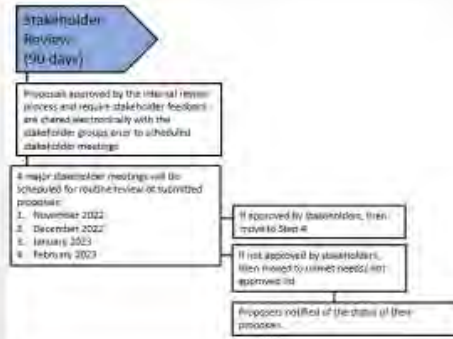 Stakeholder
Review
(90 days)
Proposals approved by the internal review
process and require stakeholder feedback
are shared electronically with the
stakeholder groups prior to scheduled
stakeholder meetings
4 major stakeholder meetings will be
scheduled for routine review of submitted
proposals
1. November 2022
2. December 2022
3. January 2023
4. February 2023
If approved by stakeholders, then
move to Step 4
If not approved by stakeholders,
then moved to unmet needs/not
approved list
Proposers notified of the status of their
proposals